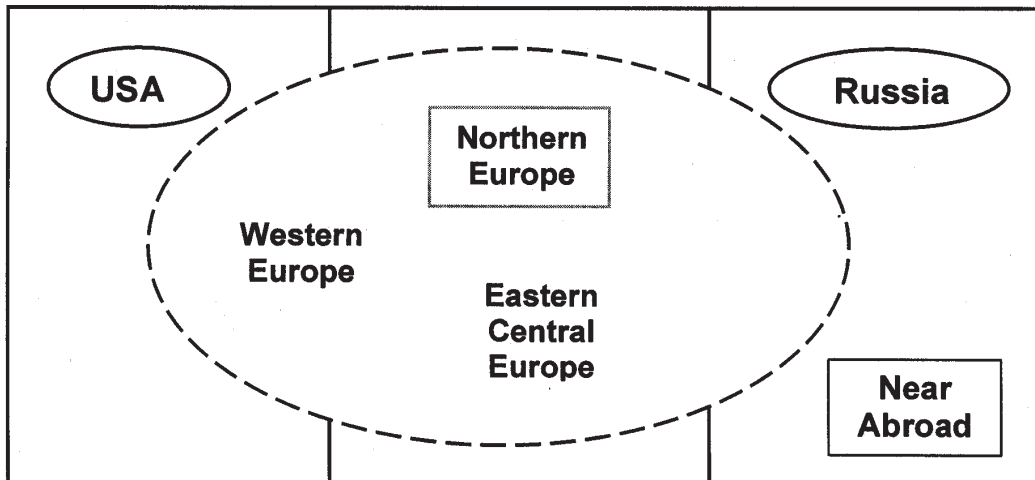 USA
Russia
Northern
Europe
Western
Europe
Eastern
Central
Europe
Near
Abroad